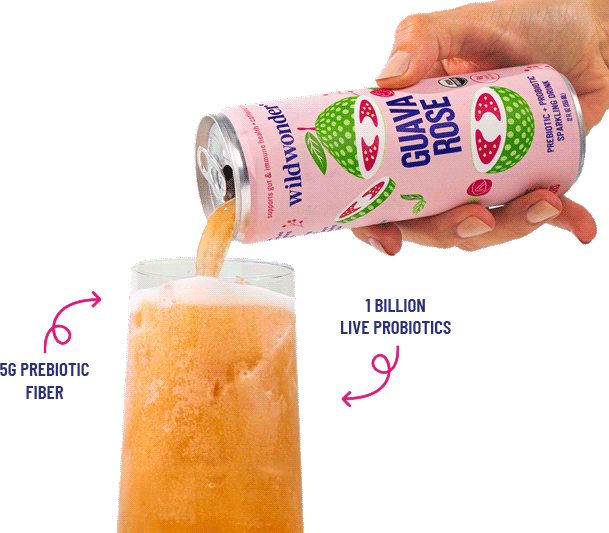 supports gut & immune health •
wildwonder
GUAVA
ROSE
PREBIOTIC + PROBIOTIC
SPARKLING DRINK
1 BILLION
LIVE PROBIOTICS
5G PREBIOTIC
FIBER